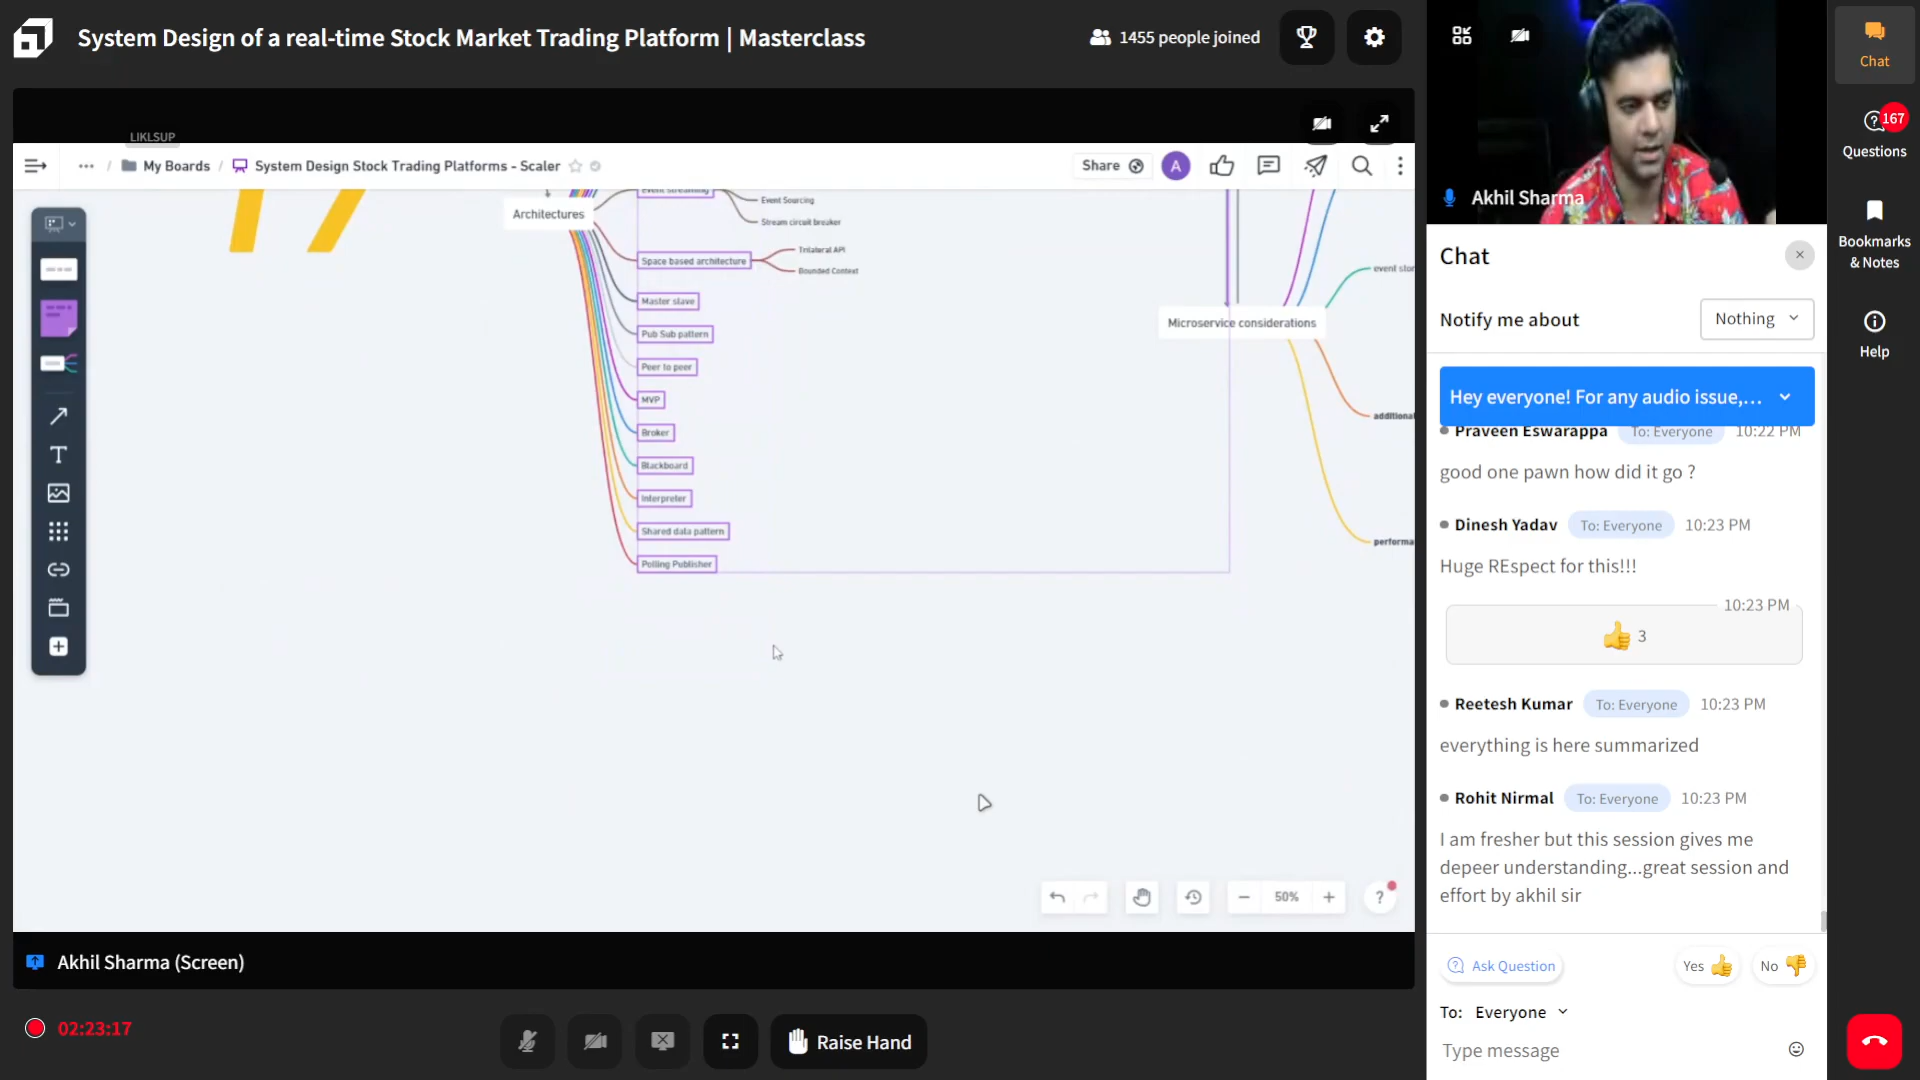 System Design of a real-time Stock Market Trading Platform | Masterclass
1455 people joined
LIKLSUP
My Boards / System Design Stock Trading Platforms - Scaler
Share
A
Architectures
Event streaming
Event Sourcing
Stream circuit breaker
Space based architecture
Trilateral API
Bounded Context
Master slave
Pub Sub pattern
Peer to peer
MVP
Broker
Blackboard
Interpreter
Shared data pattern
Polling Publisher
Microservice considerations
event stor
additional
performa
T
50%
?
Akhil Sharma (Screen)
02:23:17
Raise Hand
Akhil Sharma
Chat
Notify me about
Nothing
Hey everyone! For any audio issue,...
Praveen Eswarappa To: Everyone 10:22 PM
good one pawn how did it go ?
Dinesh Yadav To: Everyone 10:23 PM
Huge REspect for this!!!
10:23 PM
3
Reetesh Kumar To: Everyone 10:23 PM
everything is here summarized
Rohit Nirmal To: Everyone 10:23 PM
I am fresher but this session gives me
depeer understanding...great session and
effort by akhil sir
Ask Question
Yes
No
To: Everyone
Type message
Chat
167
Questions
Bookmarks
& Notes
Help